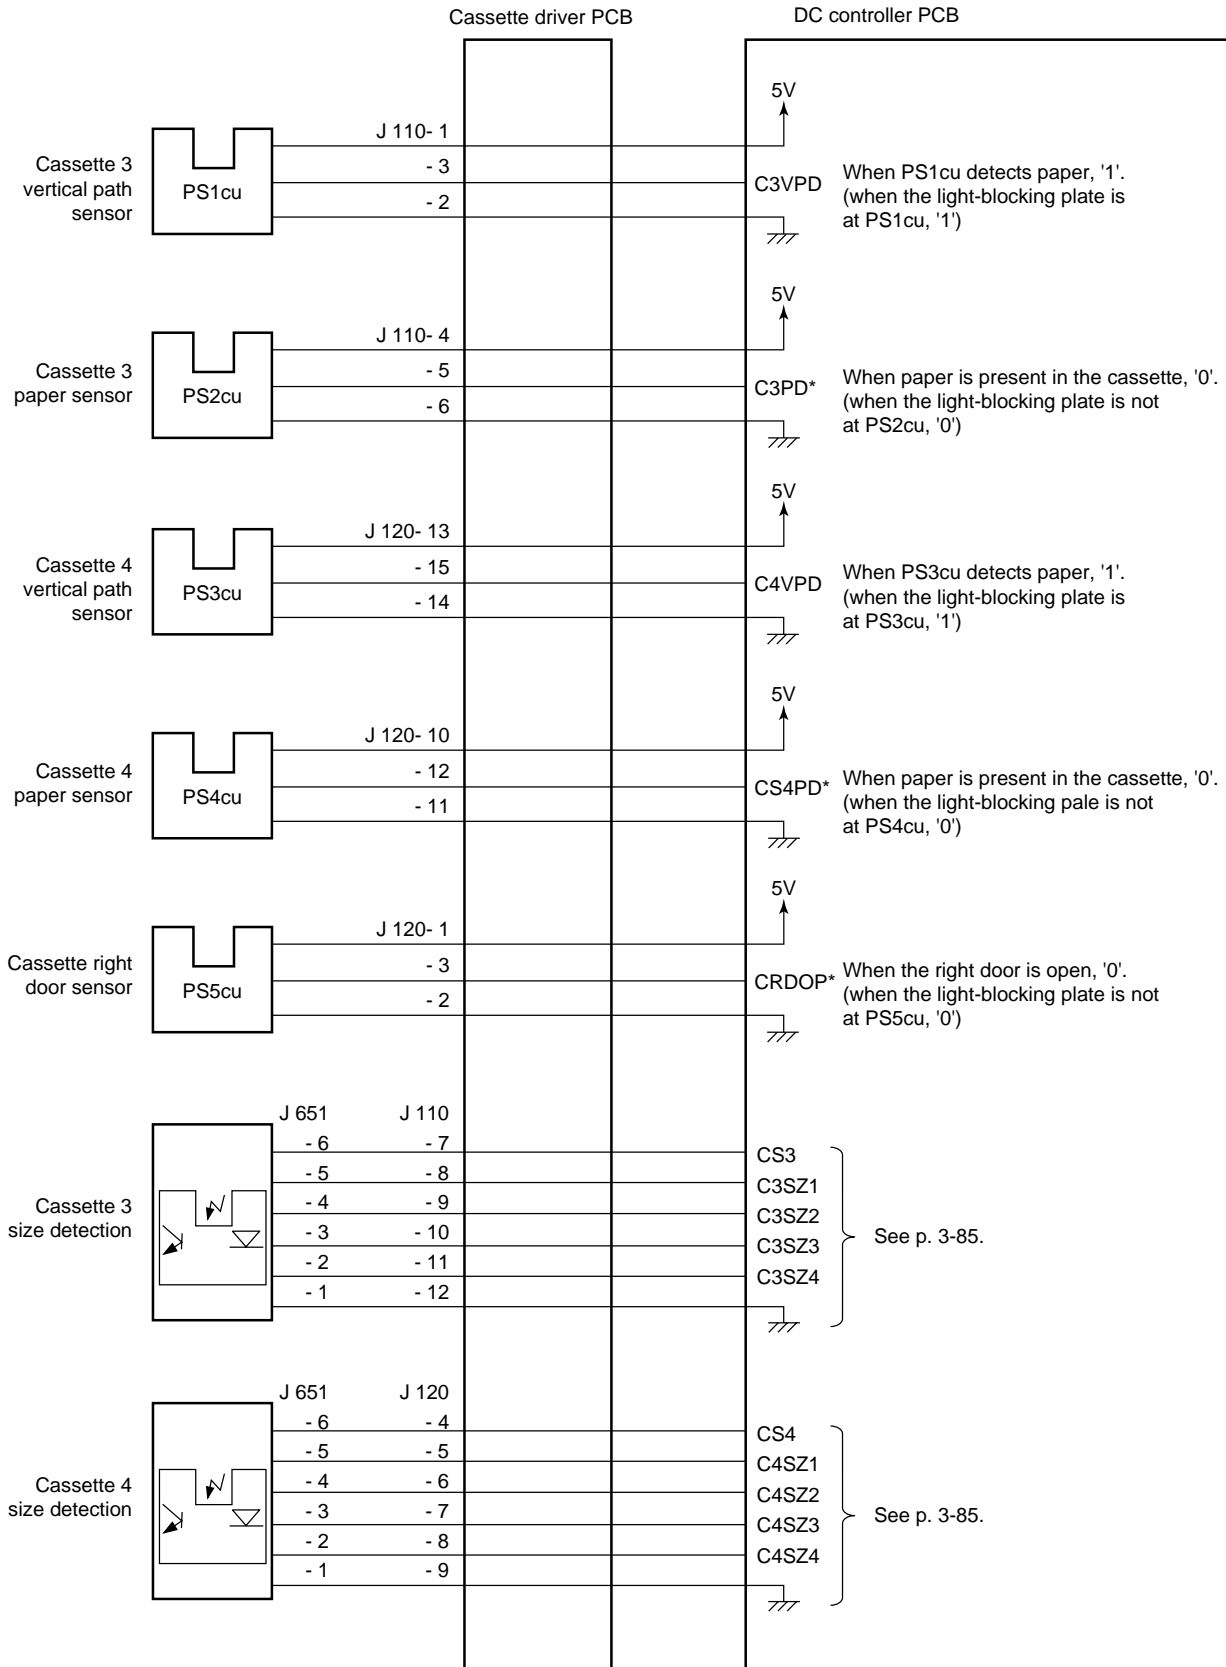 Cassette driver PCB
DC controller PCB
Cassette 3
vertical path
sensor
PS1cu
J 110- 1
- 3
- 2
5V
C3VPD
When PS1cu detects paper, '1'.
(when the light-blocking plate is
at PS1cu, '1')
Cassette 3
paper sensor
PS2cu
J 110- 4
- 5
- 6
5V
C3PD*
When paper is present in the cassette, '0'.
(when the light-blocking plate is not
at PS2cu, '0')
Cassette 4
vertical path
sensor
PS3cu
J 120- 13
- 15
- 14
5V
C4VPD
When PS3cu detects paper, '1'.
(when the light-blocking plate is
at PS3cu, '1')
Cassette 4
paper sensor
PS4cu
J 120- 10
- 12
- 11
5V
CS4PD*
When paper is present in the cassette, '0'.
(when the light-blocking pale is not
at PS4cu, '0')
Cassette right
door sensor
PS5cu
J 120- 1
- 3
- 2
5V
CRDOP*
When the right door is open, '0'.
(when the light-blocking plate is not
at PS5cu, '0')
Cassette 3
size detection
J 651 J 110
- 6 - 7 CS3
- 5 - 8 C3SZ1
- 4 - 9 C3SZ2
- 3 - 10 C3SZ3
- 2 - 11 C3SZ4
- 1 - 12
See p. 3-85.
Cassette 4
size detection
J 651 J 120
- 6 - 4 CS4
- 5 - 5 C4SZ1
- 4 - 6 C4SZ2
- 3 - 7 C4SZ3
- 2 - 8 C4SZ4
- 1 - 9
See p. 3-85.